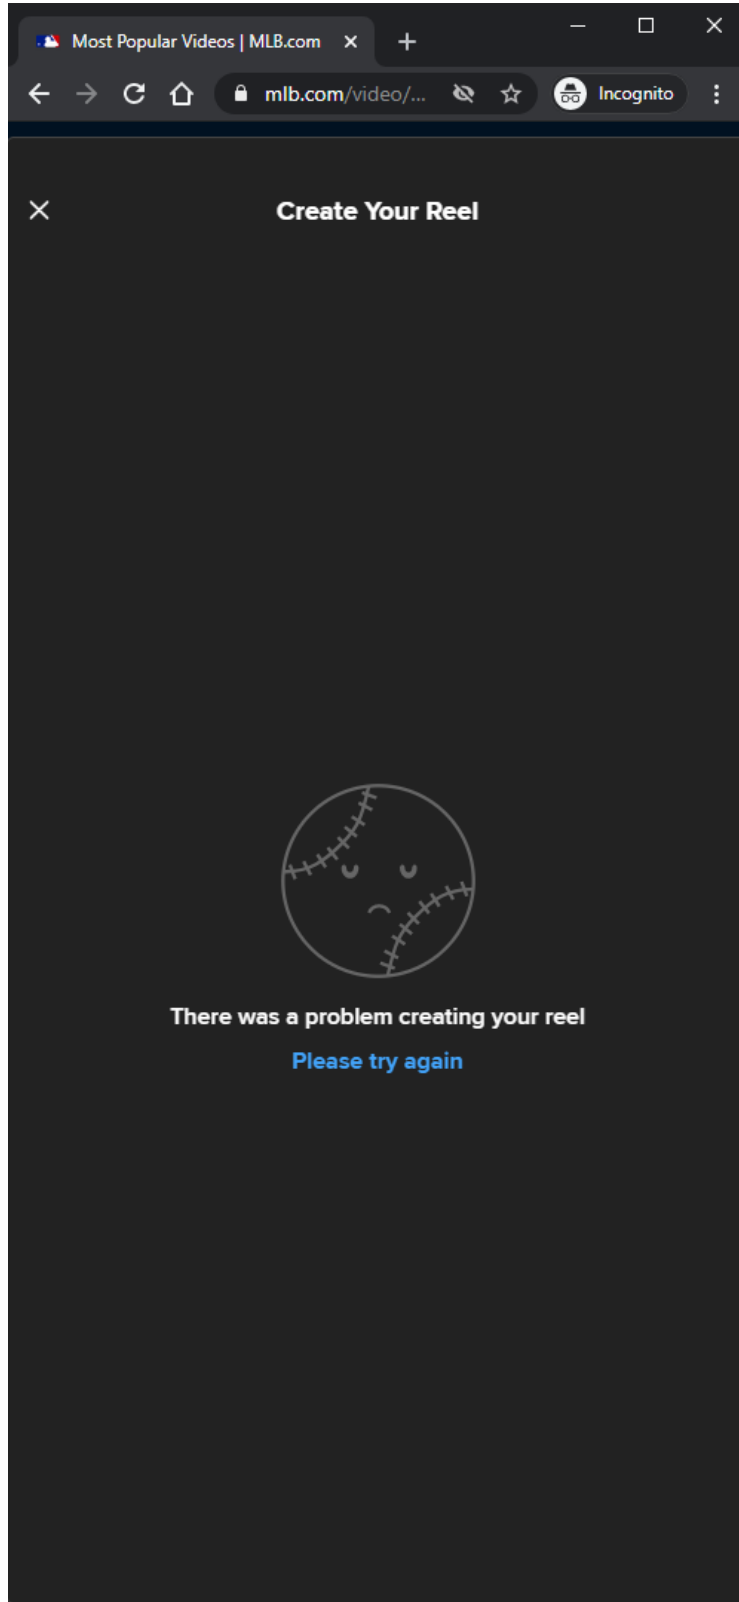 Most Popular Videos | MLB.com
mlb.com/video/...
Incognito
Create Your Reel
There was a problem creating your reel
Please try again